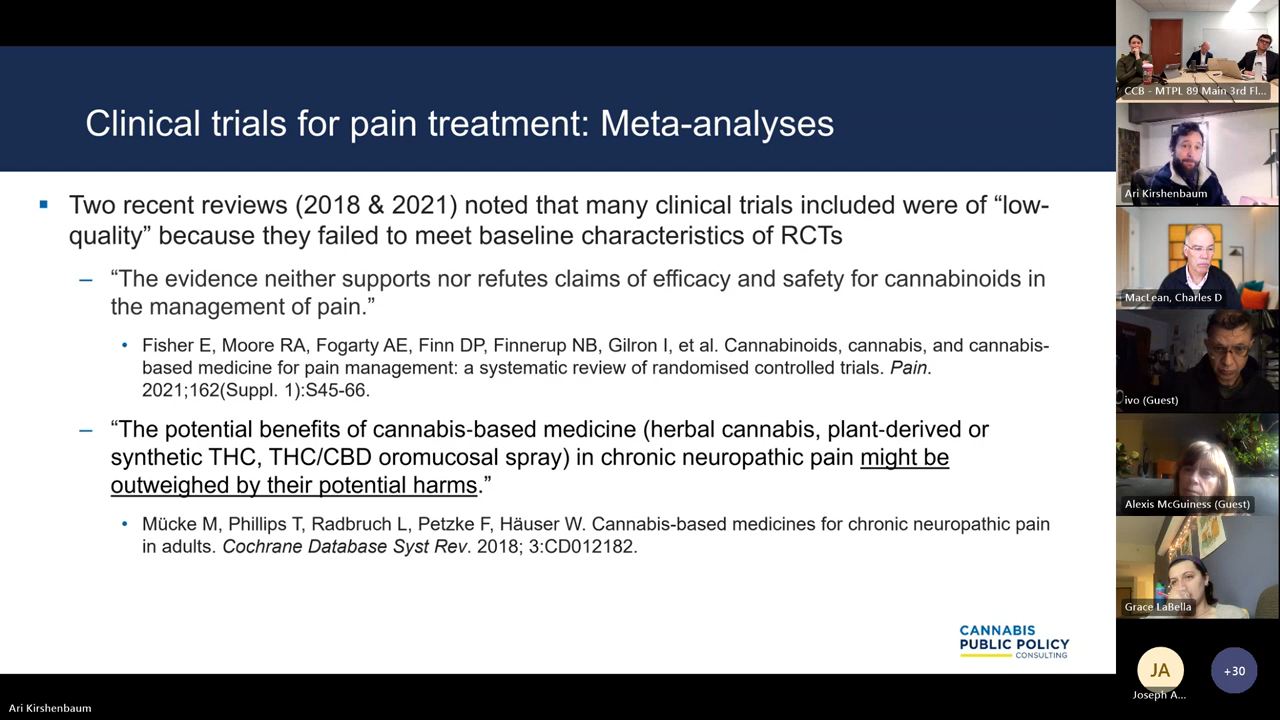 Clinical trials for pain treatment: Meta-analyses
Two recent reviews (2018 & 2021) noted that many clinical trials included were of “low-
quality” because they failed to meet baseline characteristics of RCTs
– “The evidence neither supports nor refutes claims of efficacy and safety for cannabinoids in
the management of pain.”
• Fisher E, Moore RA, Fogarty AE, Finn DP, Finnerup NB, Gilron I, et al. Cannabinoids, cannabis, and cannabis-
based medicine for pain management: a systematic review of randomised controlled trials. Pain.
2021;162(Suppl. 1):S45-66.
– “The potential benefits of cannabis-based medicine (herbal cannabis, plant-derived or
synthetic THC, THC/CBD oromucosal spray) in chronic neuropathic pain might be
outweighed by their potential harms.”
• Mücke M, Phillips T, Radbruch L, Petzke F, Häuser W. Cannabis-based medicines for chronic neuropathic pain
in adults. Cochrane Database Syst Rev. 2018; 3:CD012182.
CANNABIS
PUBLIC POLICY
CONSULTING
CCB - MTPL 89 Main 3rd Fl...
Ari Kirshenbaum
MacLean, Charles D
ivo (Guest)
Alexis McGuiness (Guest)
Grace LaBella
JA
Joseph A...
+30
Ari Kirshenbaum